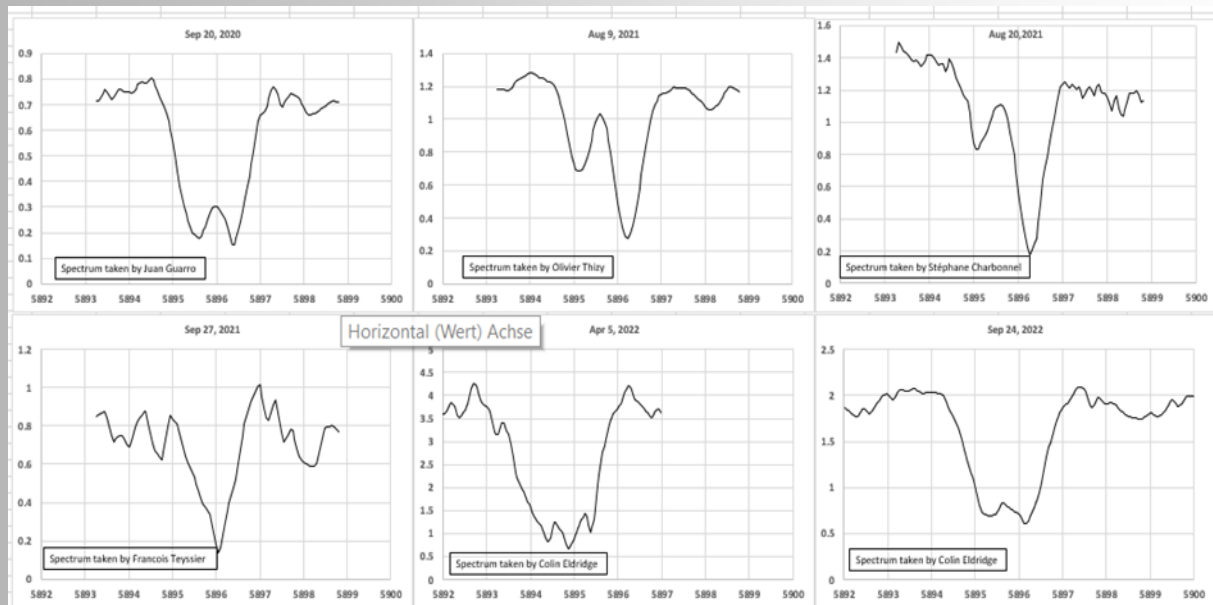 Sep 20, 2020
0.9
0.8
0.7
0.6
0.5
0.4
0.3
0.2
0.1
0
Spectrum taken by Juan Guarro
5892 5893 5894 5895 5896 5897 5898 5899 5900
Aug 9, 2021
1.4
1.2
1
0.8
0.6
0.4
0.2
0
Spectrum taken by Olivier Thizy
5892 5893 5894 5895 5896 5897 5898 5899 5900
Aug 20,2021
1.6
1.4
1.2
1
0.8
0.6
0.4
0.2
0
Spectrum taken by Stéphane Charbonnel
5892 5893 5894 5895 5896 5897 5898 5899 5900
Sep 27, 2021
1.2
1
0.8
0.6
0.4
0.2
0
Spectrum taken by Francois Teyssier
5892 5893 5894 5895 5896 5897 5898 5899 5900
Horizontal (Wert) Achse
Apr 5, 2022
5
4.5
4
3.5
3
2.5
2
1.5
1
0.5
0
Spectrum taken by Colin Eldridge
5892 5893 5894 5895 5896 5897 5898 5899 5900
Sep 24, 2022
2.5
2
1.5
1
0.5
0
Spectrum taken by Colin Eldridge
5892 5893 5894 5895 5896 5897 5898 5899 5900